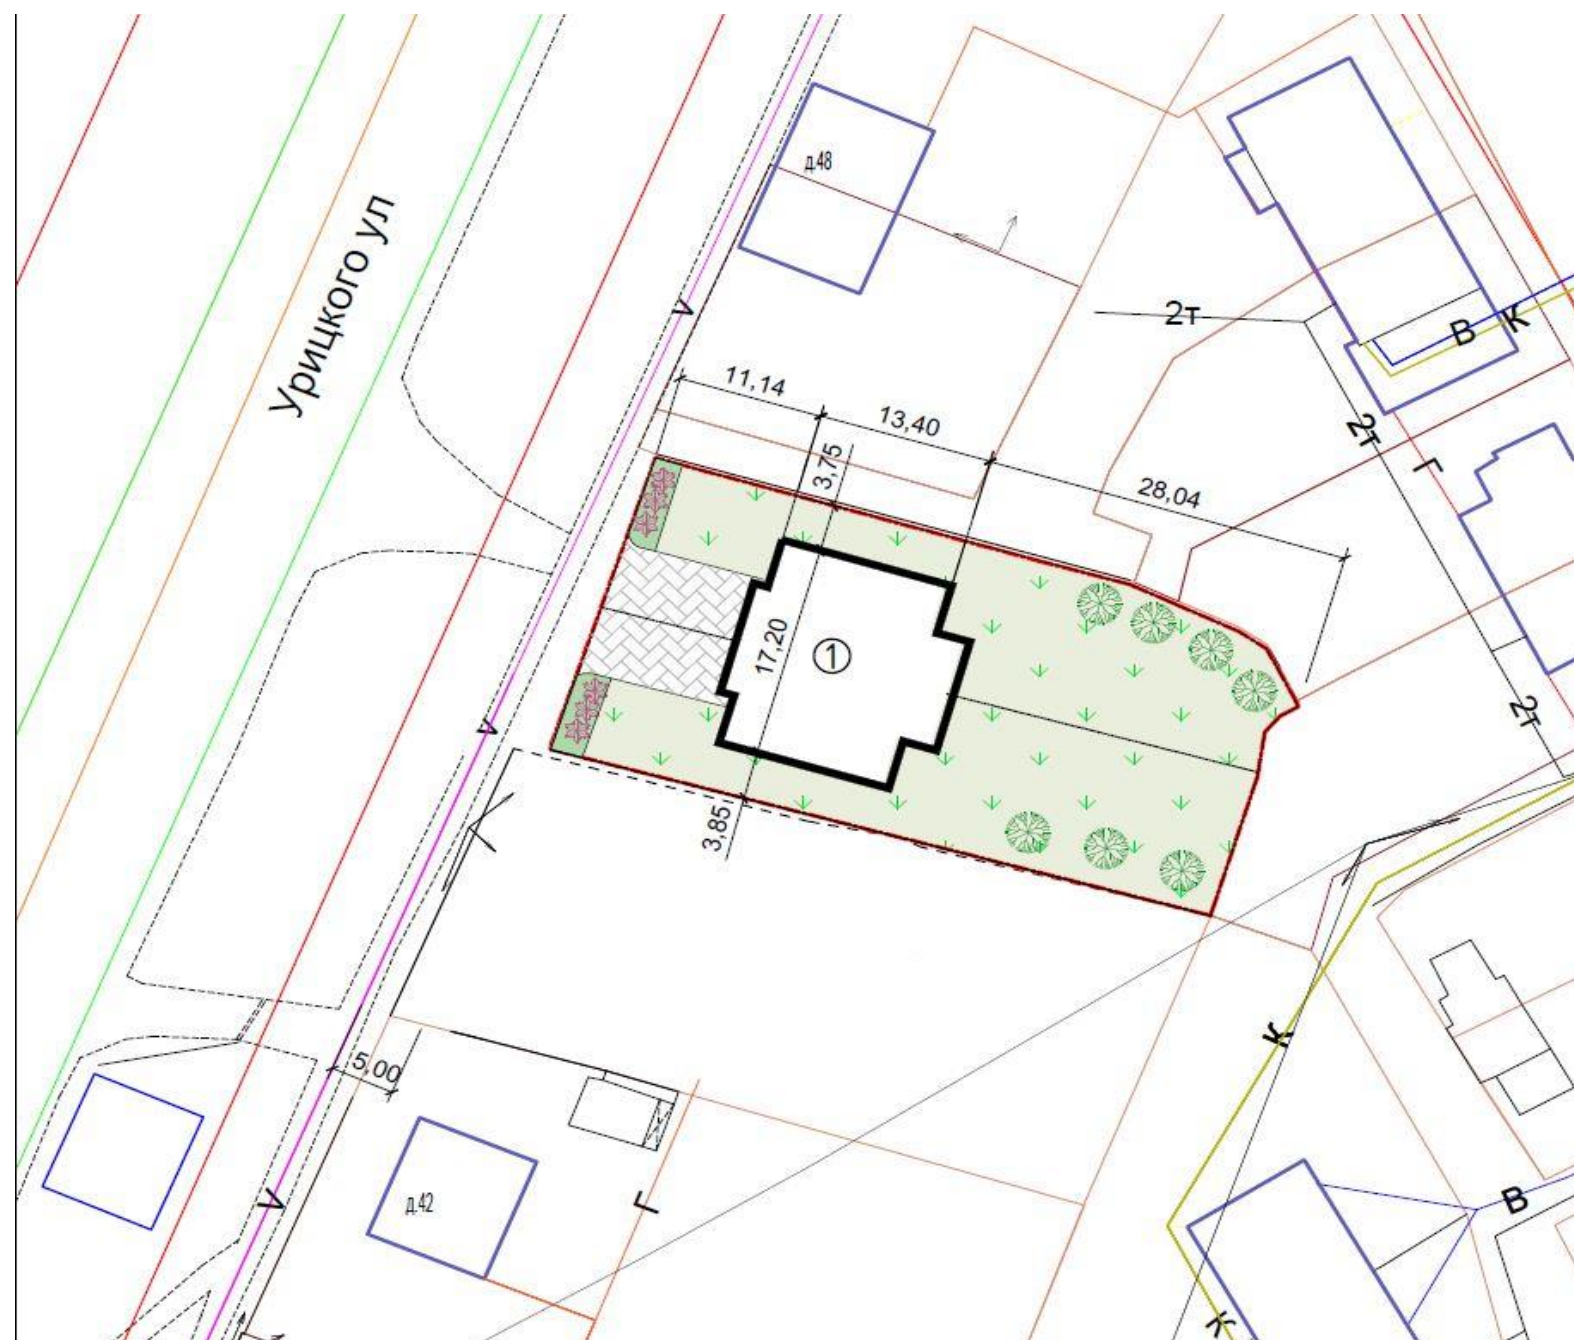 д.48
Урицкого ул
v
2т
В
К
11,14
13,40
3,75
2т
Г
28,04
17,20
1
2т
v
3,85
К
5,00
д.42
Г
v
В
К